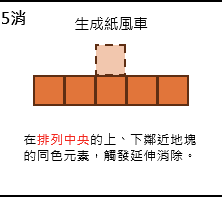 5消
生成紙風車
在排列中央的上、下鄰近地塊
的同色元素，觸發延伸消除。